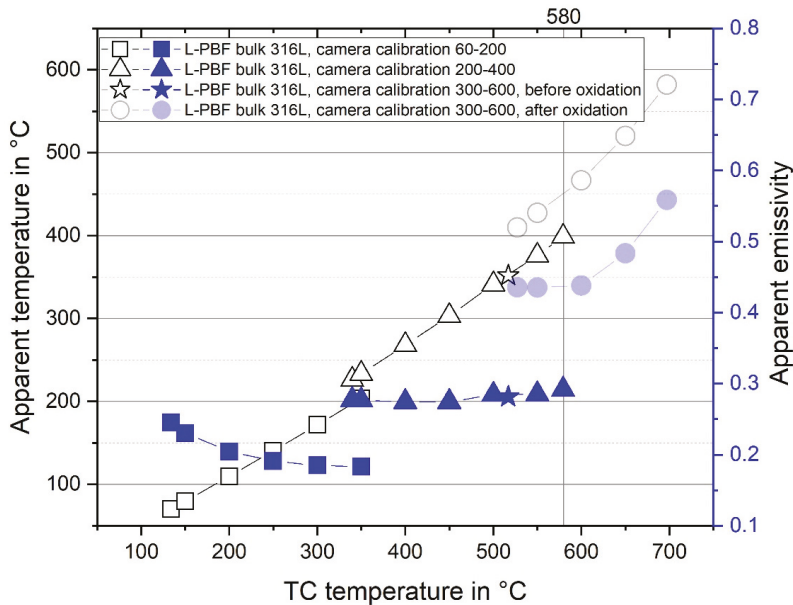 580
L-PBF bulk 316L, camera calibration 60-200
L-PBF bulk 316L, camera calibration 200-400
L-PBF bulk 316L, camera calibration 300-600, before oxidation
L-PBF bulk 316L, camera calibration 300-600, after oxidation
Apparent temperature in °C
600
500
400
300
200
100
0.8
0.7
0.6
0.5
0.4
0.3
0.2
0.1
Apparent emissivity
100 200 300 400 500 600 700
TC temperature in °C